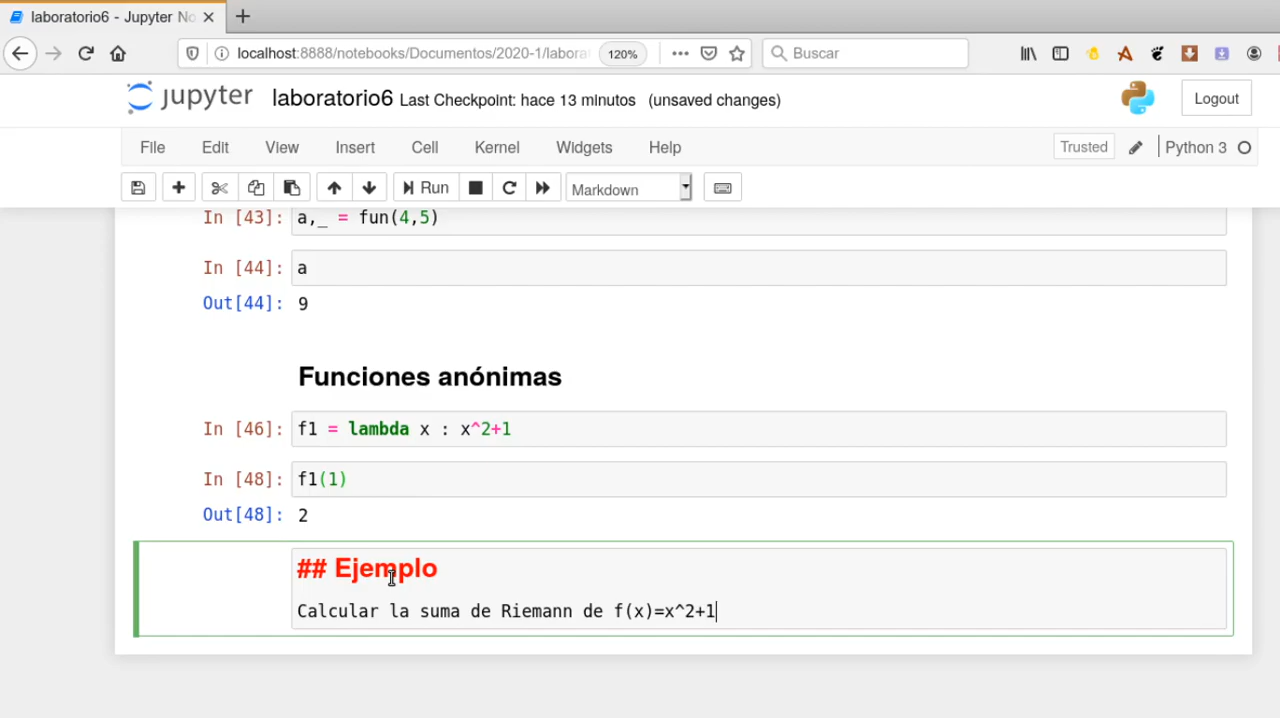 laboratorio6 - Jupyter No
localhost:8888/notebooks/Documentos/2020-1/labora
120%
Buscar
jupyter laboratorio6 Last Checkpoint: hace 13 minutos (unsaved changes)
Logout
File Edit View Insert Cell Kernel Widgets Help
Trusted
Python 3
Run
Markdown
In [43]: a,_ = fun(4,5)
In [44]: a
Out[44]: 9
Funciones anónimas
In [46]: f1 = lambda x : x^2+1
In [48]: f1(1)
Out[48]: 2
## Ejemplo
Calcular la suma de Riemann de f(x)=x^2+1